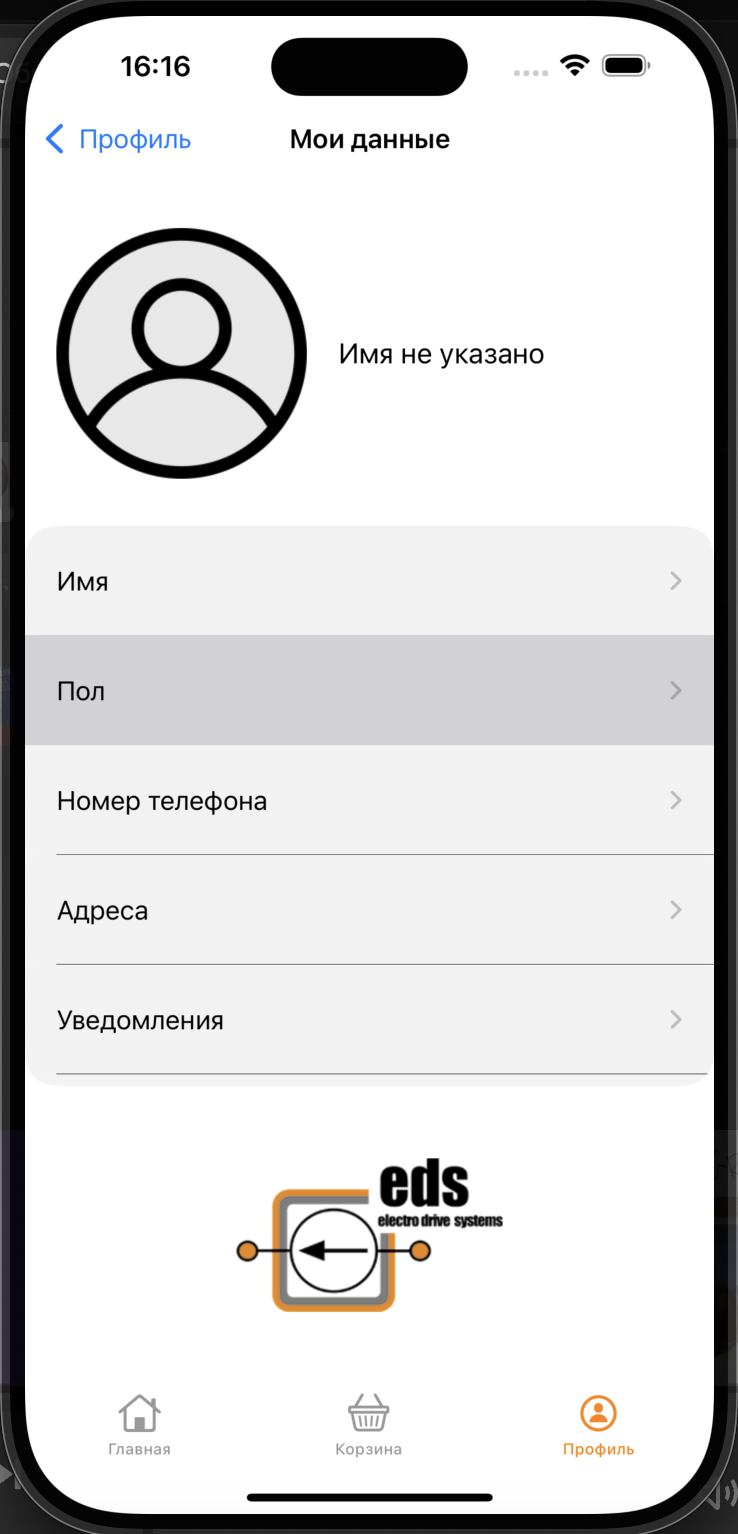 16:16
Профиль
Мои данные
Имя не указано
Имя
Пол
Номер телефона
Адреса
Уведомления
eds
electro drive systems
Главная
Корзина
Профиль